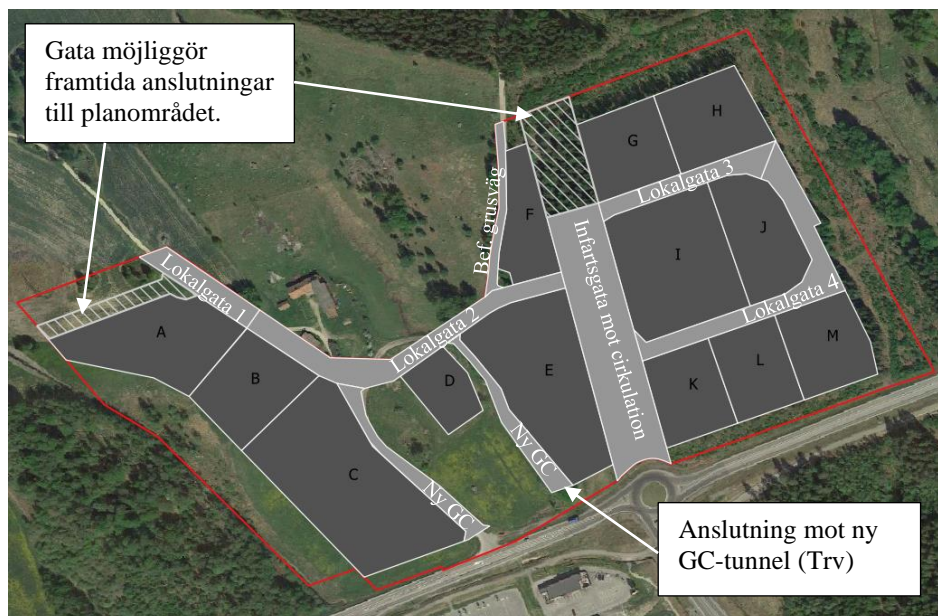 Gata möjliggör
framtida anslutningar
till planområdet.
H
G
Lokalgata 3
F
Bef. grusväg
J
I
Infartsgata mot cirkulation
Lokalgata 1
Lokalgata 2
Lokalgata 4
A
B
C
D
E
M
L
K
Ny GC
Ny GC
Anslutning mot ny
GC-tunnel (Trv)